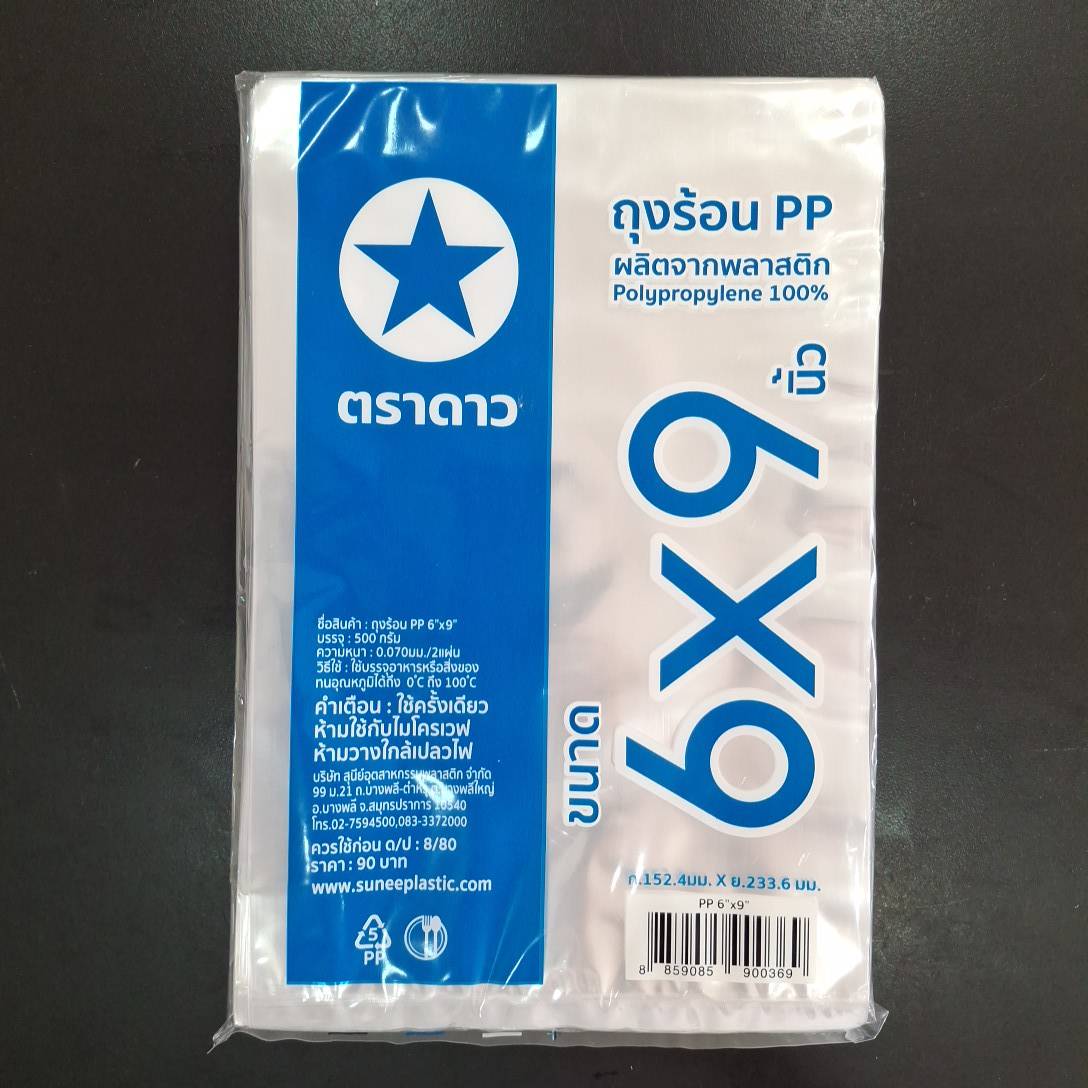 ตราดาว
ชื่อสินค้า : ถุงร้อน PP 6"x9"
บรรจุ : 500 กรัม
ความหนา : 0.070มม./2แผ่น
วิธีใช้ : ใช้บรรจุอาหารหรือสิ่งของ
ทนอุณหภูมิได้ถึง 0°C ถึง 100°C
คำเตือน : ใช้ครั้งเดียว
ห้ามใช้กับไมโครเวฟ
ห้ามวางใกล้เปลวไฟ
บริษัท สุนีย์อุตสาหกรรมพลาสติก จำกัด
99 ม.21 ถ.บางพลี-ตำหรุ ต.บางพลีใหญ่
อ.บางพลี จ.สมุทรปราการ 10540
โทร.02-7594500,083-3372000
ควรใช้ก่อน ด/ป : 8/80
ราคา : 90 บาท
www.suneeplastic.com
5
PP
ถุงร้อน PP
ผลิตจากพลาสติก
Polypropylene 100%
ขนาด 6x9 นิ้ว
ก.152.4มม. X ย.233.6 มม.
PP 6"x9"
8 859085 900369